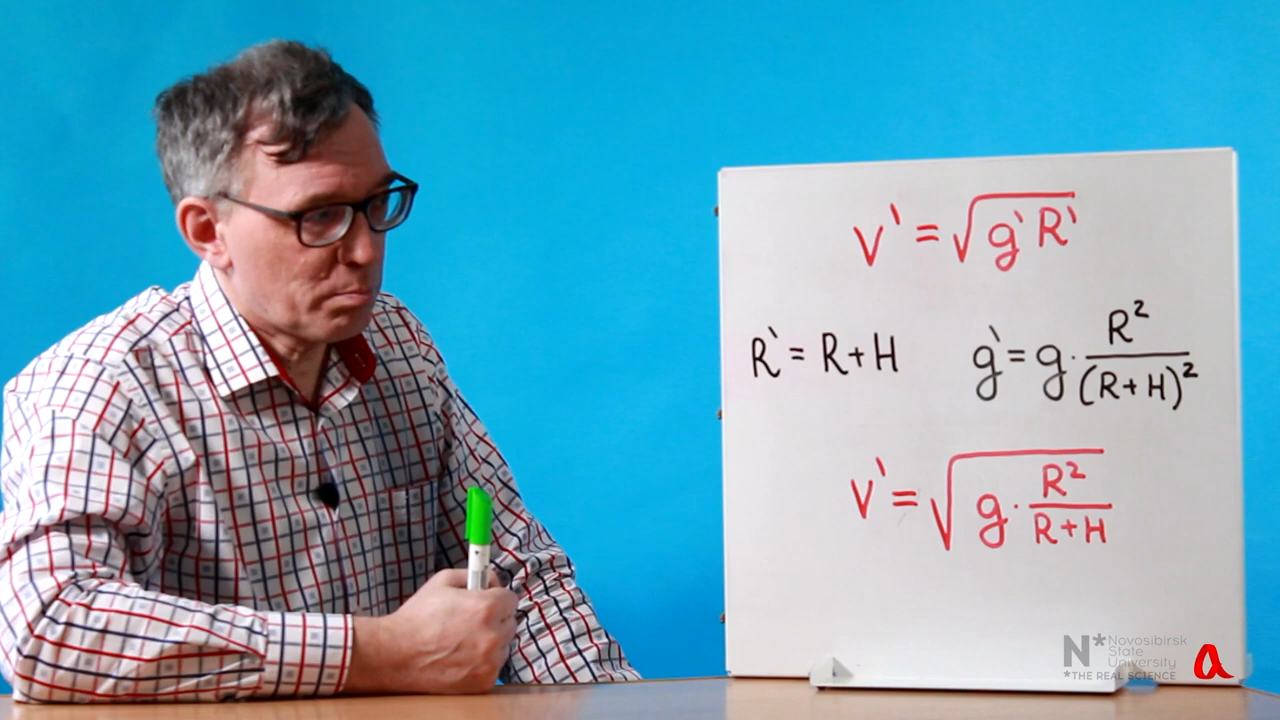 v` = √g`R`
R` = R+H
g` = g · R²/(R+H)²
v` = √g · R²/R+H
N* Novosibirsk
State
University
*THE REAL SCIENCE
a